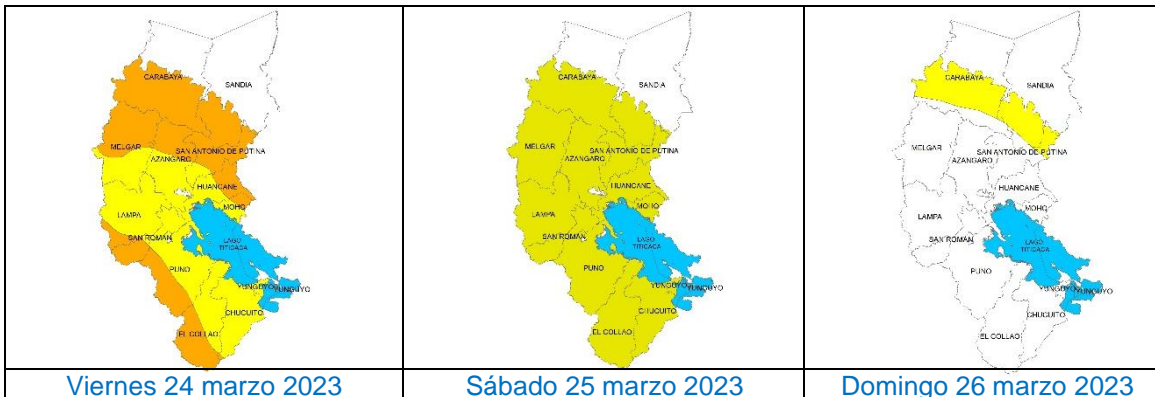 CARABAYA
SANDIA
MELGAR
SAN ANTONIO DE PUTINA
AZANGARO
HUANCANE
LAMPA
MOHO
SAN ROMAN
LAGO
TITICACA
PUNO
YUNGUYO
YUNGUYO
CHUCUITO
EL COLLAO
Viernes 24 marzo 2023
CARABAYA
SANDIA
MELGAR
SAN ANTONIO DE PUTINA
AZANGARO
HUANCANE
LAMPA
MOHO
SAN ROMAN
LAGO
TITICACA
PUNO
YUNGUYO
YUNGUYO
CHUCUITO
EL COLLAO
Sábado 25 marzo 2023
CARABAYA
SANDIA
MELGAR
SAN ANTONIO DE PUTINA
AZANGARO
HUANCANE
LAMPA
MOHO
SAN ROMAN
LAGO
TITICACA
PUNO
YUNGUYO
YUNGUYO
CHUCUITO
EL COLLAO
Domingo 26 marzo 2023